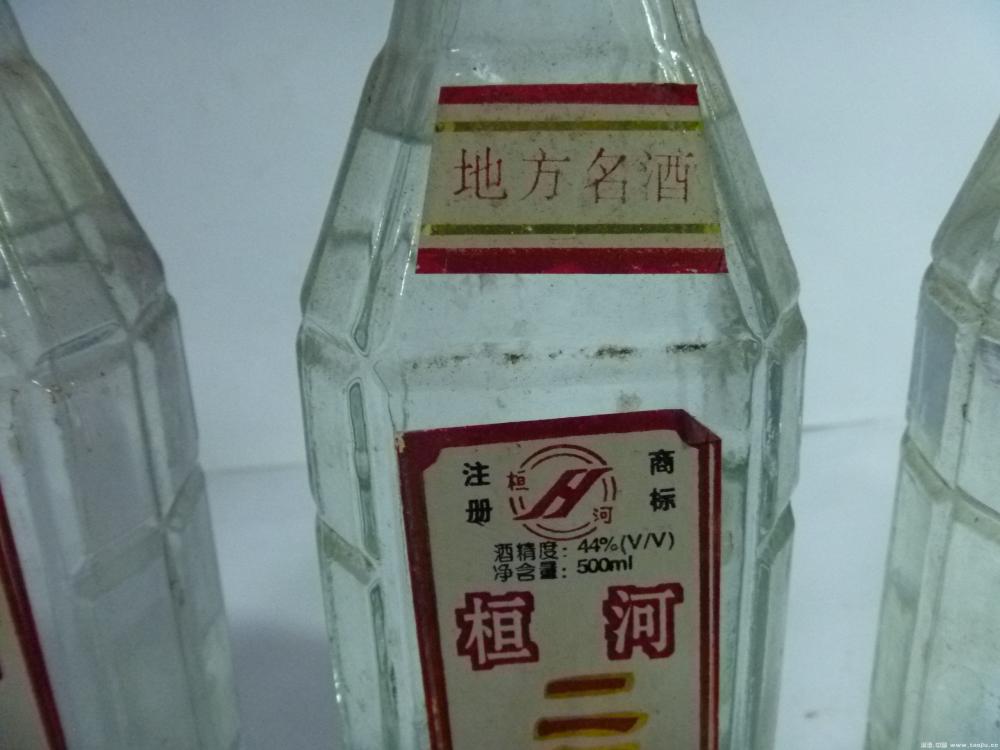 地方名酒
注册 商标
桓 河
酒精度：44%(V/V)
净含量：500ml
桓 河